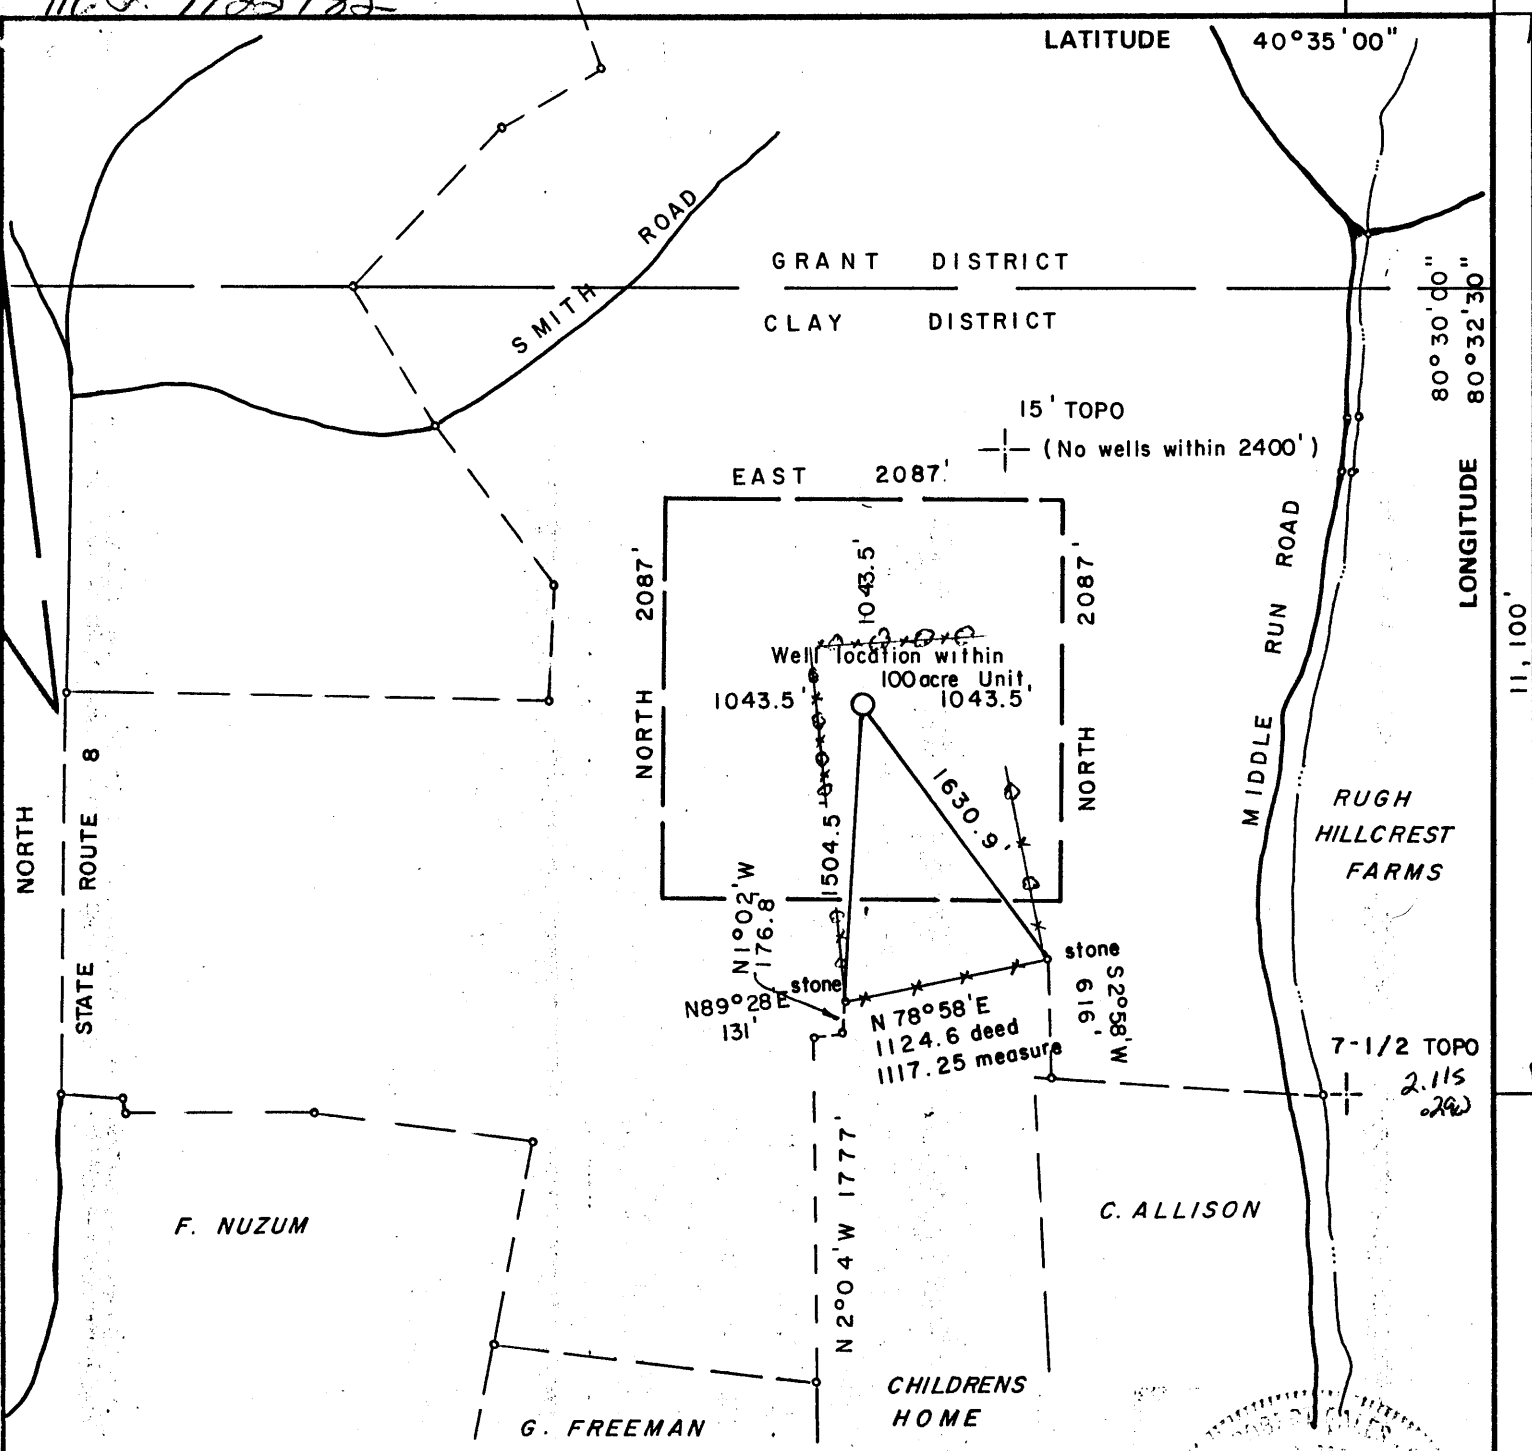 LATITUDE 40°35'00"
SMITH ROAD
GRANT DISTRICT
CLAY DISTRICT
80°30'00"
80°32'30"
LONGITUDE
11,100'
15' TOPO
(No wells within 2400')
EAST 2087'
NORTH 2087'
1043.5'
2087'
NORTH
Well location within
100 acre Unit
1043.5' 1043.5'
1504.5'
1630.9'
MIDDLE RUN ROAD
RUGH
HILLCREST
FARMS
NORTH
STATE ROUTE 8
N1°02'W
176.8'
stone
stone
N89°28'E
131'
N 78°58'E
1124.6 deed
1117.25 measure
S2°58'W
616'
7-1/2 TOPO
2.11S
.29W
N2°04'W 1777'
F. NUZUM
C. ALLISON
G. FREEMAN
CHILDRENS
HOME